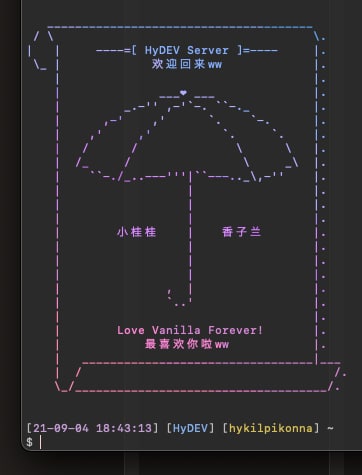 ----=[ HyDEV Server ]=----
欢迎回来ww
小桂桂 香子兰
Love Vanilla Forever!
最喜欢你啦ww
[21-09-04 18:43:13] [HyDEV] [hykilpikonna] ~
$